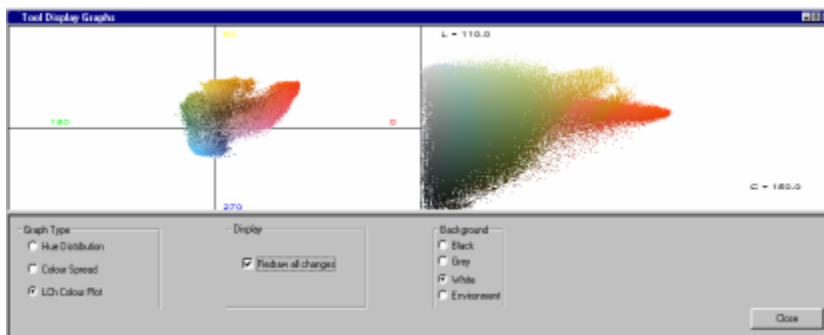 Tool Display Graphs
90
L = 110.0
180
0
C = 150.0
270
Graph Type
Hue Distribution
Colour Spread
LCh Colour Plot
Display
Redraw all changes
Background
Black
Grey
White
Environment
Close